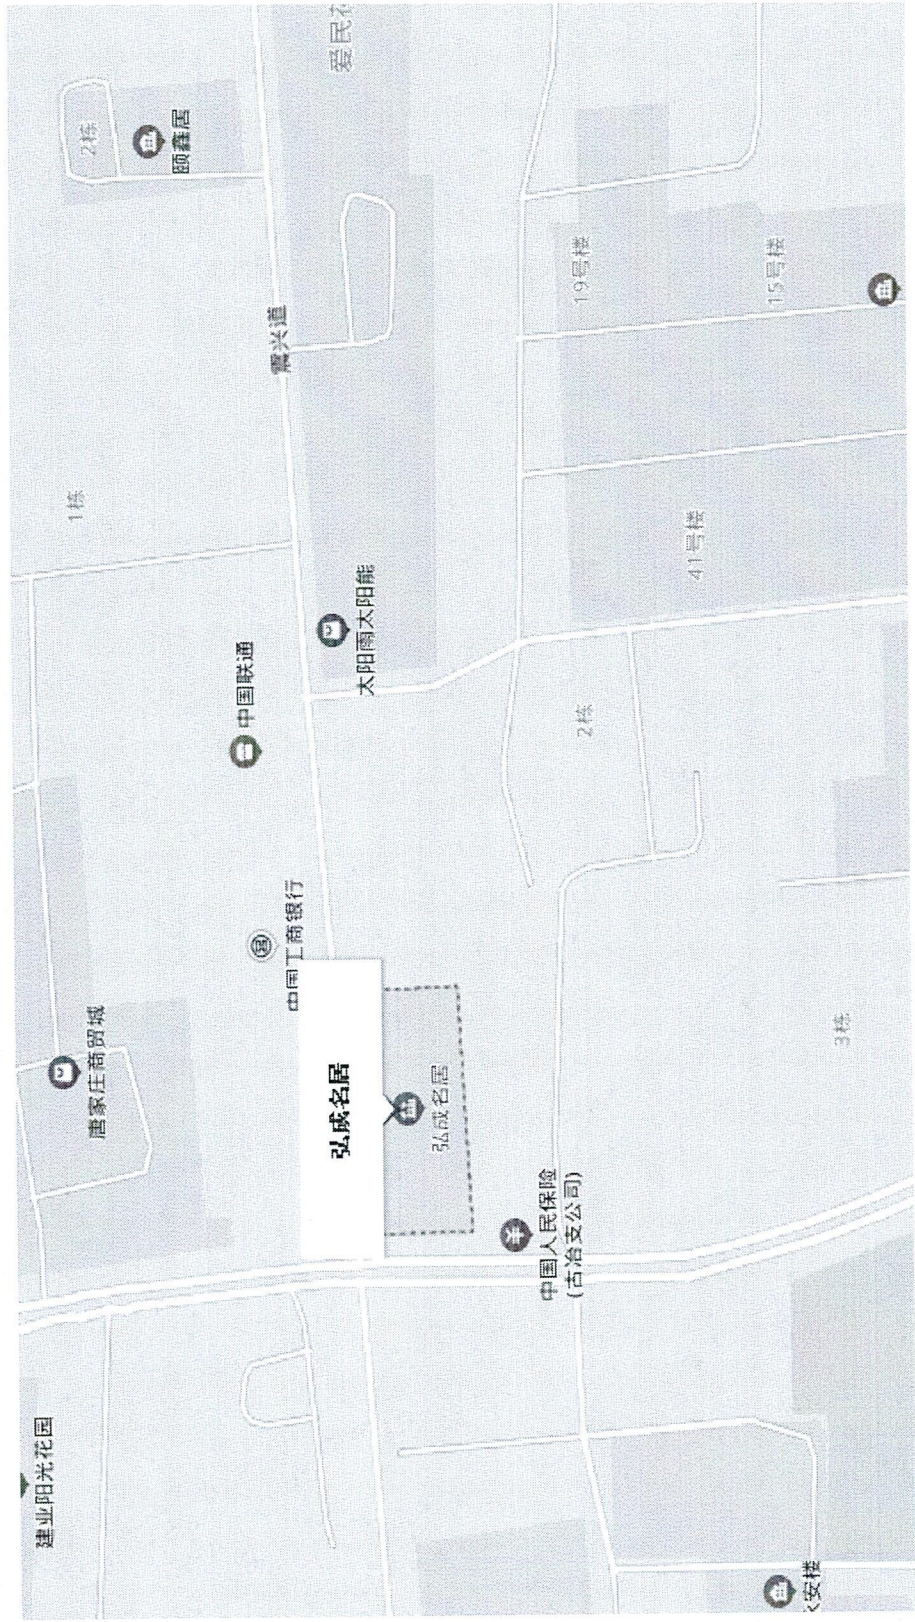 建业阳光花园
唐家庄商贸城
1栋
2栋
颐鑫居
中国联通
震兴道
中国工商银行
弘成名居
爱民
太阳雨太阳能
弘成名居
中国人民保险
(古冶支公司)
2栋
19号楼
41号楼
15号楼
安楼
3栋